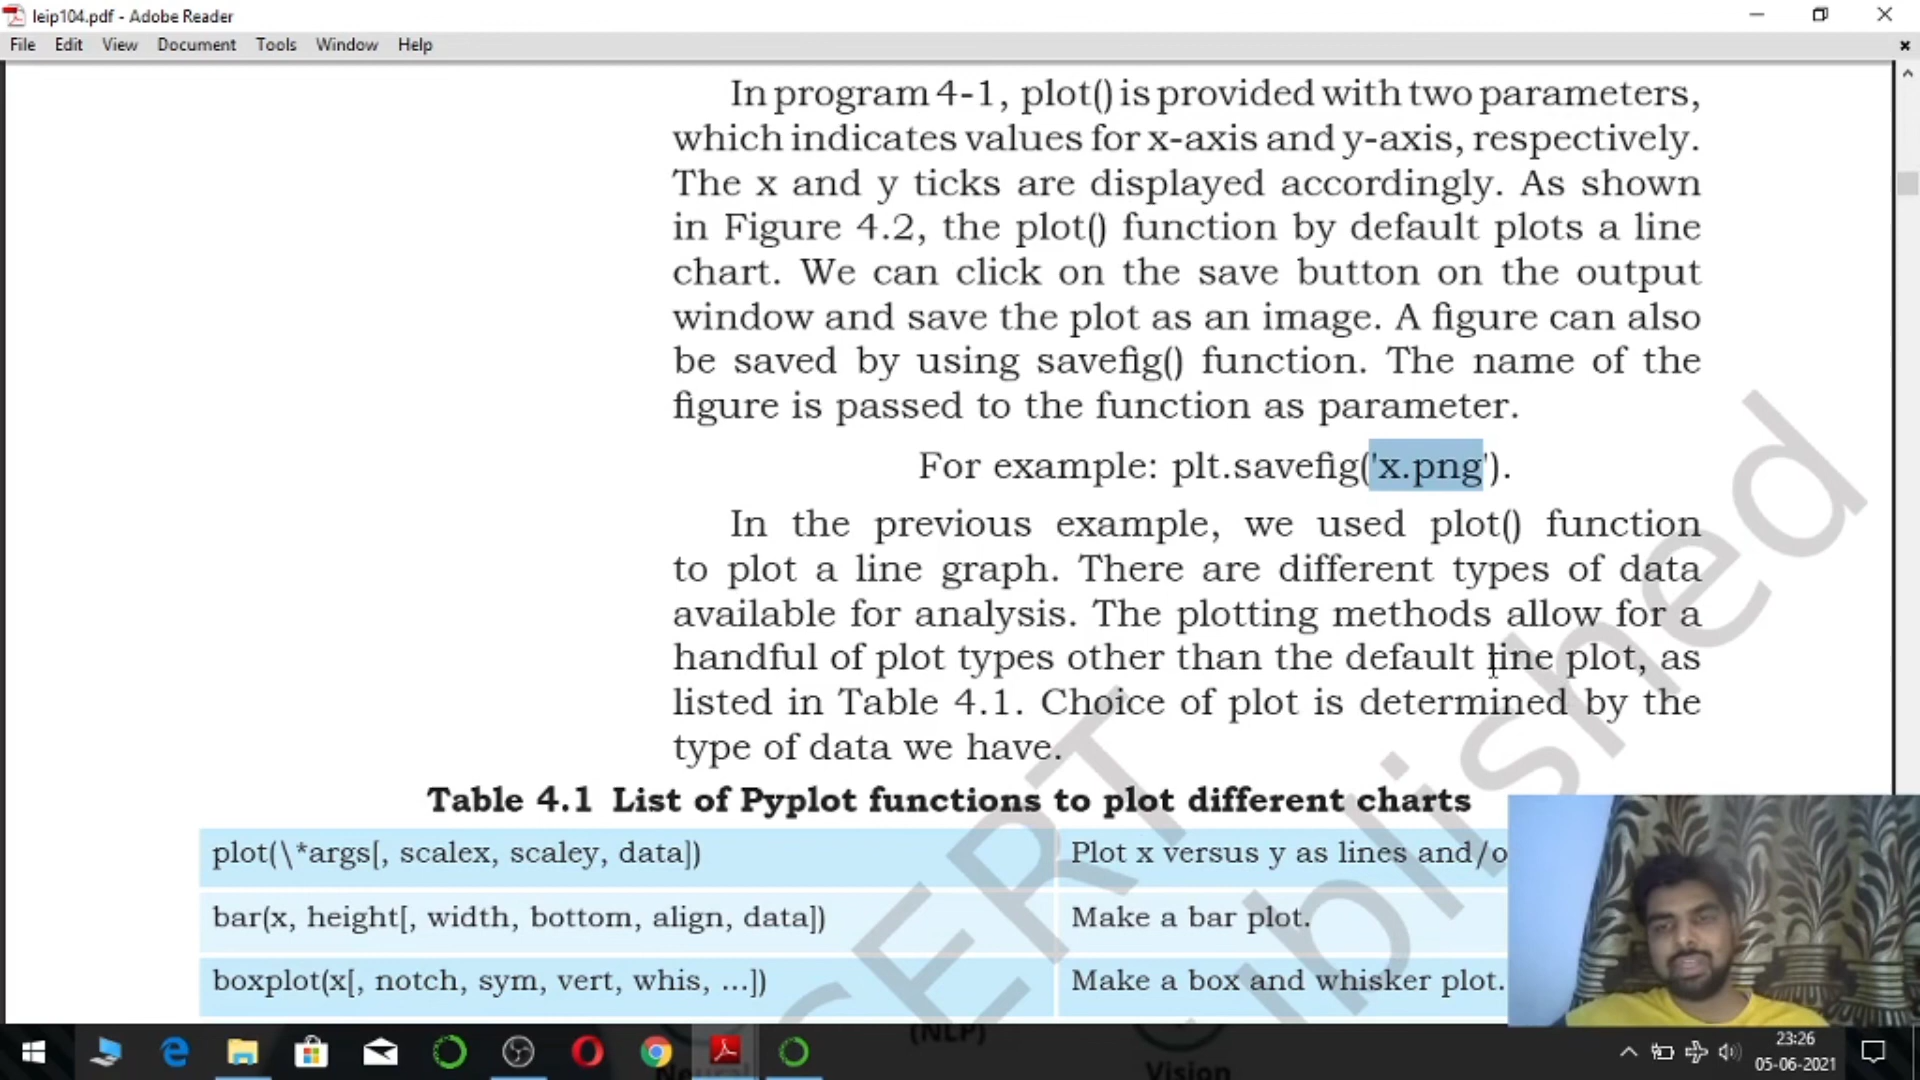 leip104.pdf - Adobe Reader
File Edit View Document Tools Window Help
In program 4-1, plot() is provided with two parameters,
which indicates values for x-axis and y-axis, respectively.
The x and y ticks are displayed accordingly. As shown
in Figure 4.2, the plot() function by default plots a line
chart. We can click on the save button on the output
window and save the plot as an image. A figure can also
be saved by using savefig() function. The name of the
figure is passed to the function as parameter.
For example: plt.savefig('x.png').
In the previous example, we used plot() function
to plot a line graph. There are different types of data
available for analysis. The plotting methods allow for a
handful of plot types other than the default line plot, as
listed in Table 4.1. Choice of plot is determined by the
type of data we have.
Table 4.1 List of Pyplot functions to plot different charts
plot(\*args[, scalex, scaley, data]) Plot x versus y as lines and/o
bar(x, height[, width, bottom, align, data]) Make a bar plot.
boxplot(x[, notch, sym, vert, whis, ...]) Make a box and whisker plot.
(NLP)
Vision
23:26
05-06-2021